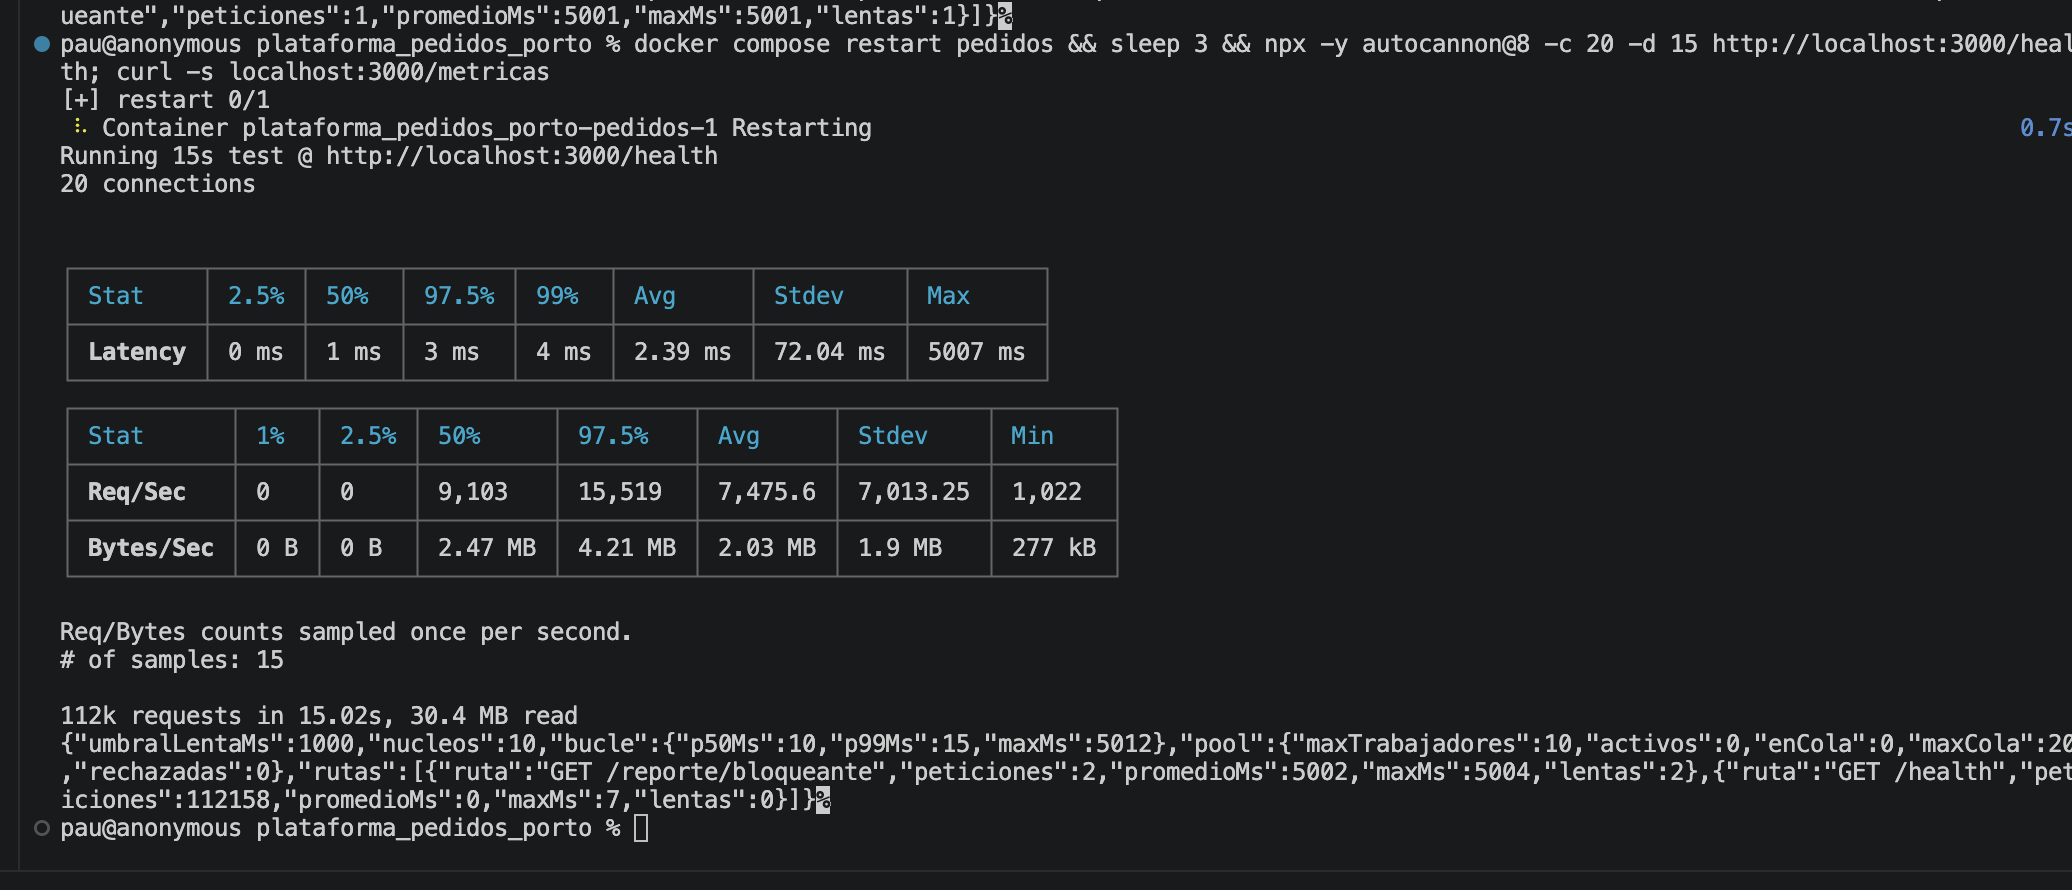 ueante","peticiones":1,"promedioMs":5001,"maxMs":5001,"lentas":1}]}%
pau@anonymous plataforma_pedidos_porto % docker compose restart pedidos && sleep 3 && npx -y autocannon@8 -c 20 -d 15 http://localhost:3000/heal
th; curl -s localhost:3000/metricas
[+] restart 0/1
Container plataforma_pedidos_porto-pedidos-1 Restarting 0.7s
Running 15s test @ http://localhost:3000/health
20 connections
Stat 2.5% 50% 97.5% 99% Avg Stdev Max
Latency 0 ms 1 ms 3 ms 4 ms 2.39 ms 72.04 ms 5007 ms
Stat 1% 2.5% 50% 97.5% Avg Stdev Min
Req/Sec 0 0 9,103 15,519 7,475.6 7,013.25 1,022
Bytes/Sec 0 B 0 B 2.47 MB 4.21 MB 2.03 MB 1.9 MB 277 kB
Req/Bytes counts sampled once per second.
# of samples: 15
112k requests in 15.02s, 30.4 MB read
{"umbralLentaMs":1000,"nucleos":10,"bucle":{"p50Ms":10,"p99Ms":15,"maxMs":5012},"pool":{"maxTrabajadores":10,"activos":0,"enCola":0,"maxCola":20
,"rechazadas":0},"rutas":[{"ruta":"GET /reporte/bloqueante","peticiones":2,"promedioMs":5002,"maxMs":5004,"lentas":2},{"ruta":"GET /health","pet
iciones":112158,"promedioMs":0,"maxMs":7,"lentas":0}]}%
pau@anonymous plataforma_pedidos_porto %